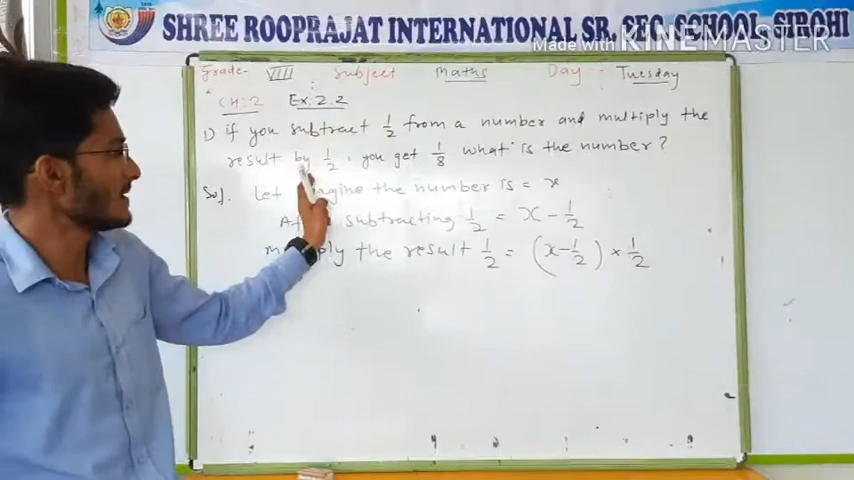 SHREE ROOPRAJAT INTERNATIONAL SR. SEC. SCHOOL SIROHI
Made with KINEMASTER
Grade- VIII Subject Maths Day : Tuesday
CH:2 Ex:2.2
1) if you subtract 1/2 from a number and multiply the
result by 1/2, you get 1/8 what is the number?
Sol. let imagine the number is = x
subtracting 1/2 = x - 1/2
the result 1/2 = (x - 1/2) × 1/2